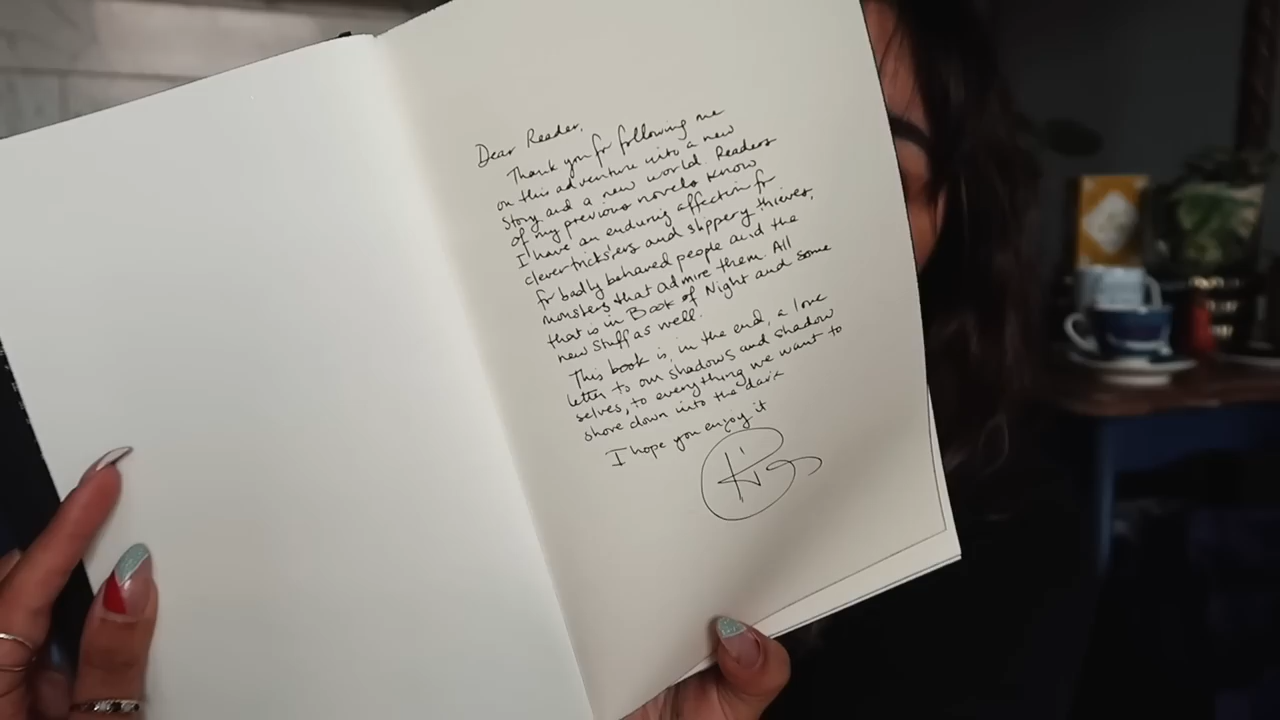 Dear Reader,
Thank you for following me
on this adventure into a new
story and a new world. Readers
of my previous novels know
I have an enduring affection for
clever tricksters and slippery thieves,
for badly behaved people and the
monsters that admire them. All
that is in Book of Night and some
new stuff as well.
This book is, in the end, a love
letter to our shadows and shadow
selves, to everything we want to
shove down into the dark
I hope you enjoy it